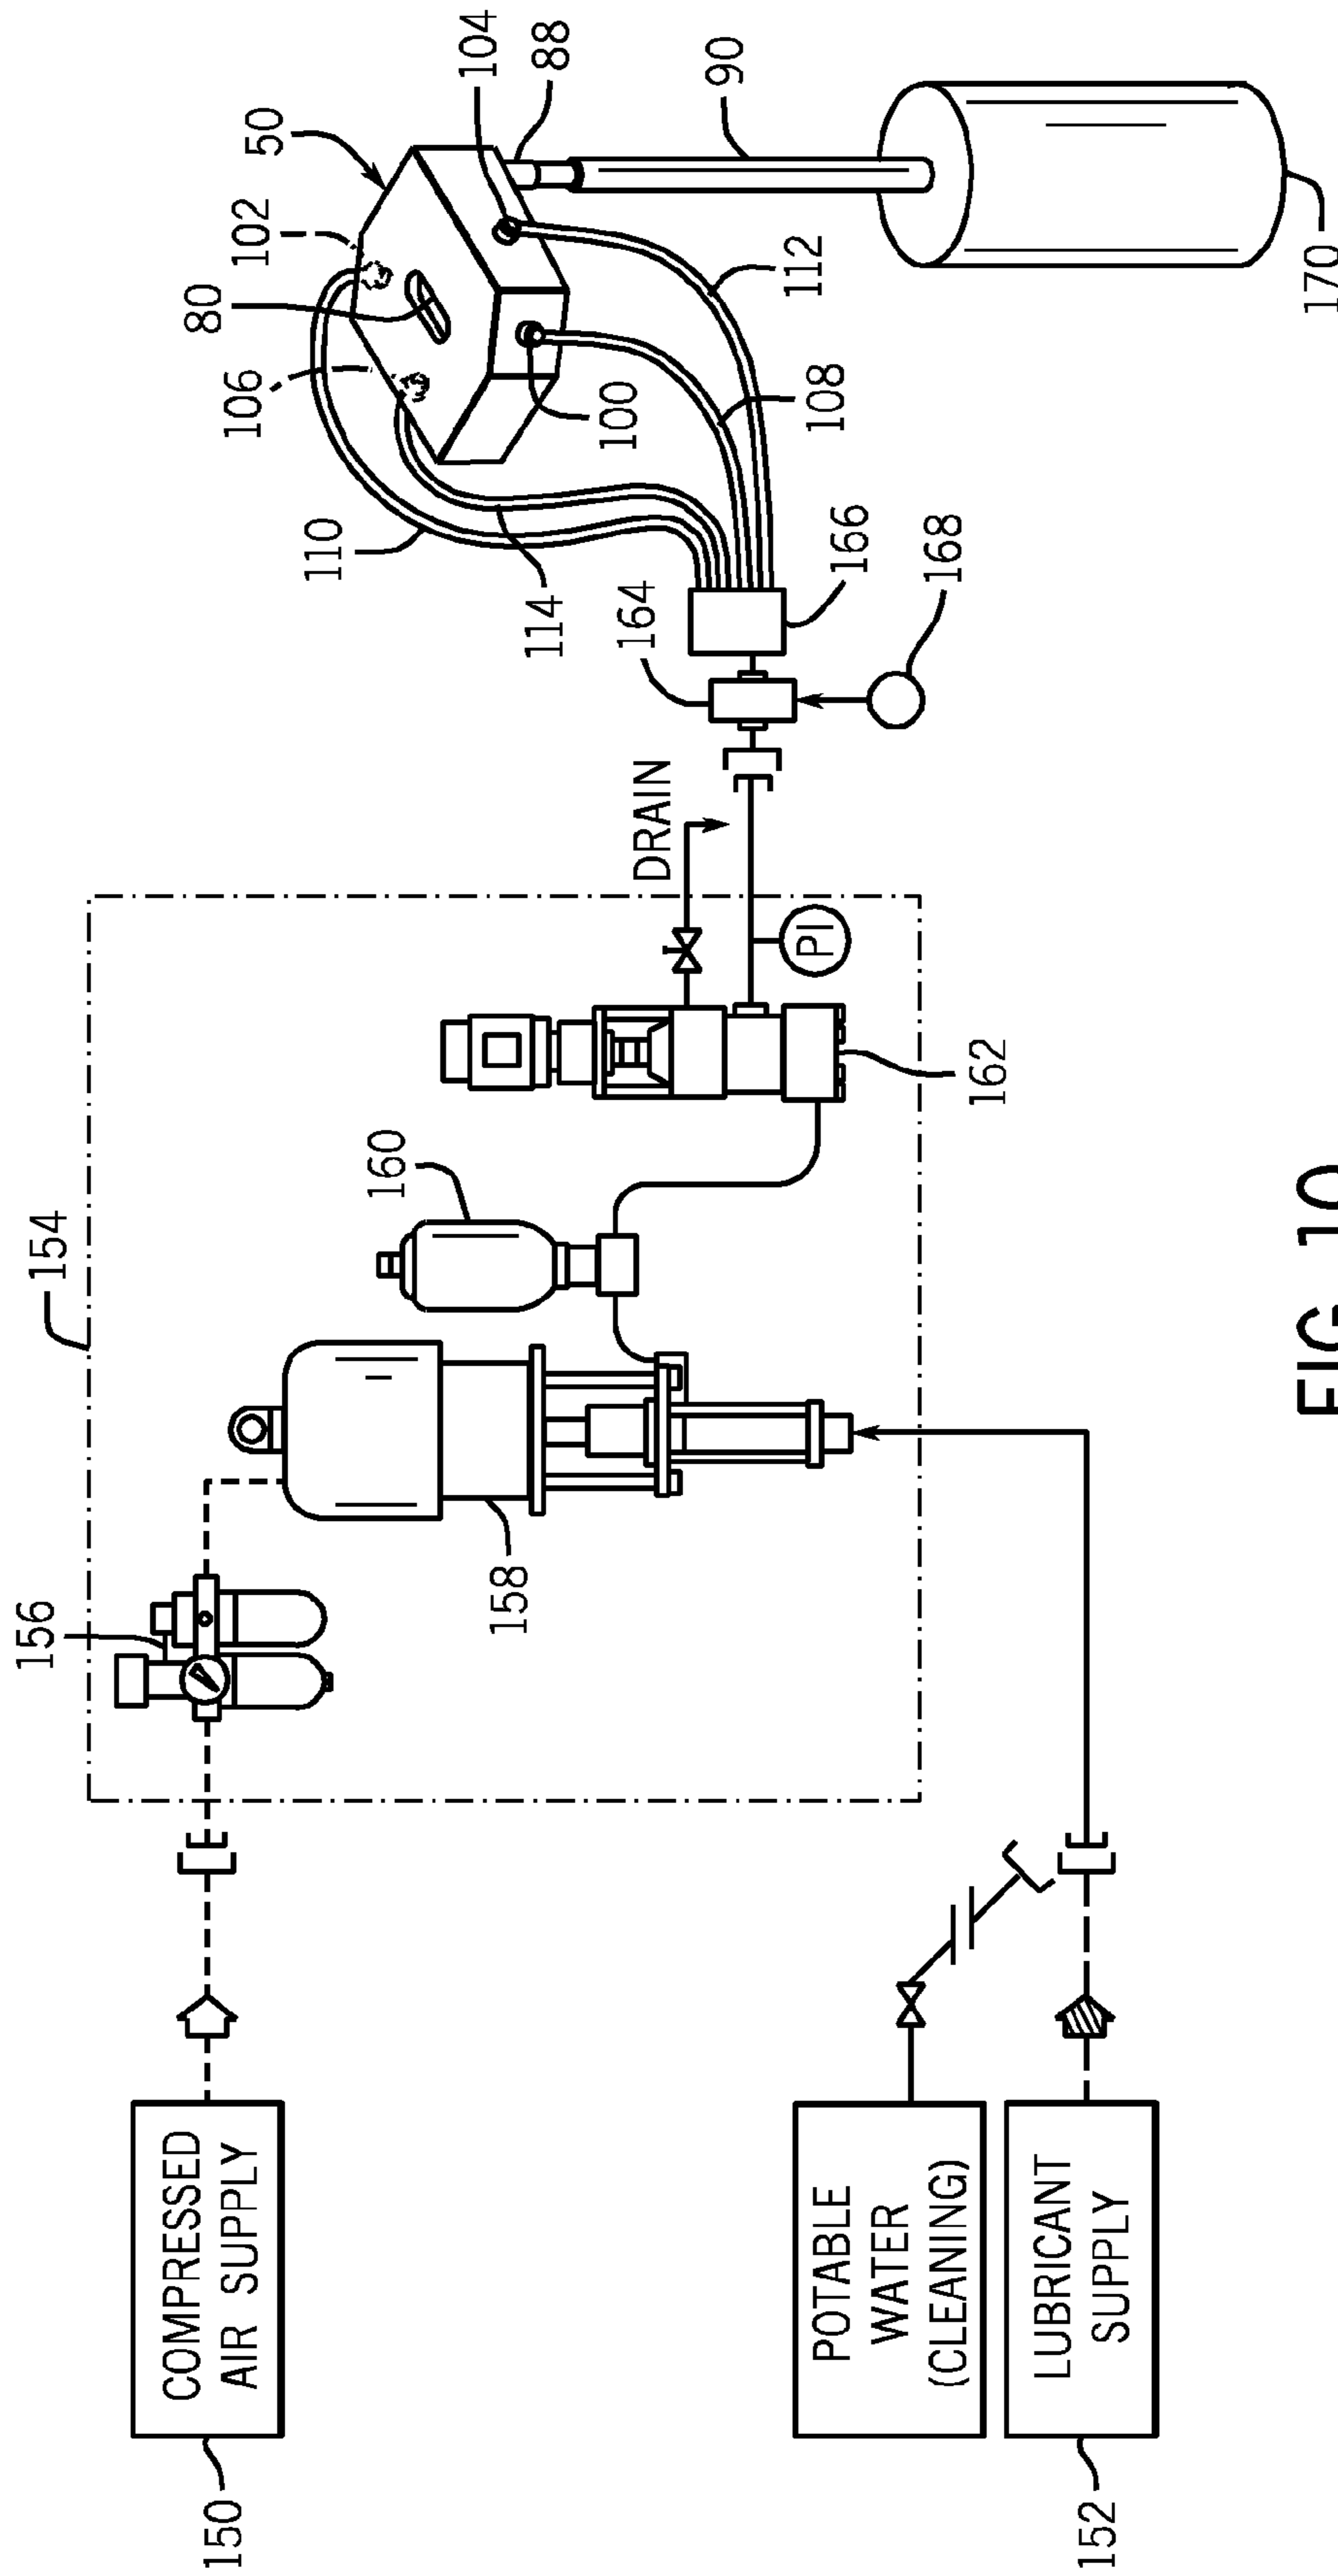 150
COMPRESSED
AIR SUPPLY
156
154
158
160
162
DRAIN
PI
POTABLE
WATER
(CLEANING)
LUBRICANT
SUPPLY
152
164
166
168
110
114
106
80
102
50
104
88
100
108
112
90
170
FIG. 10